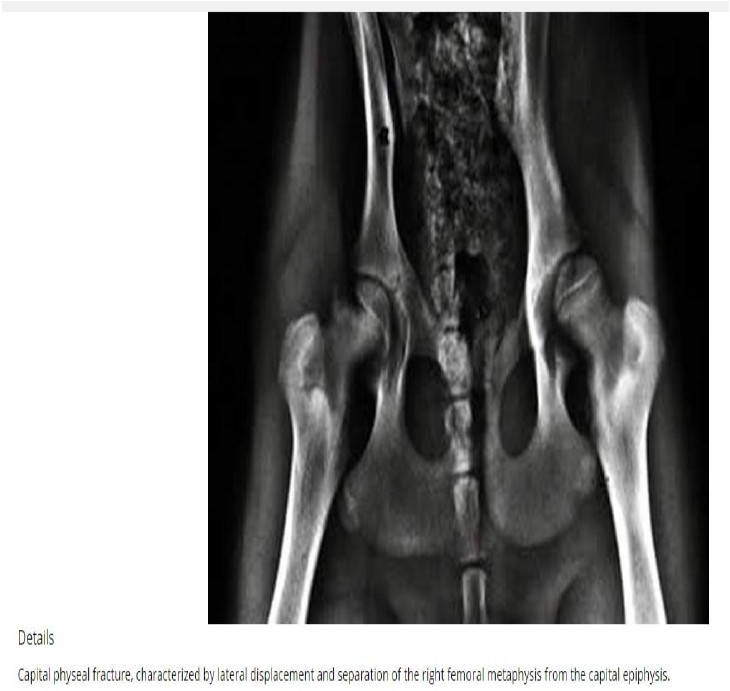 Details
Capital physeal fracture, characterized by lateral displacement and separation of the right femoral metaphysis from the capital epiphysis.